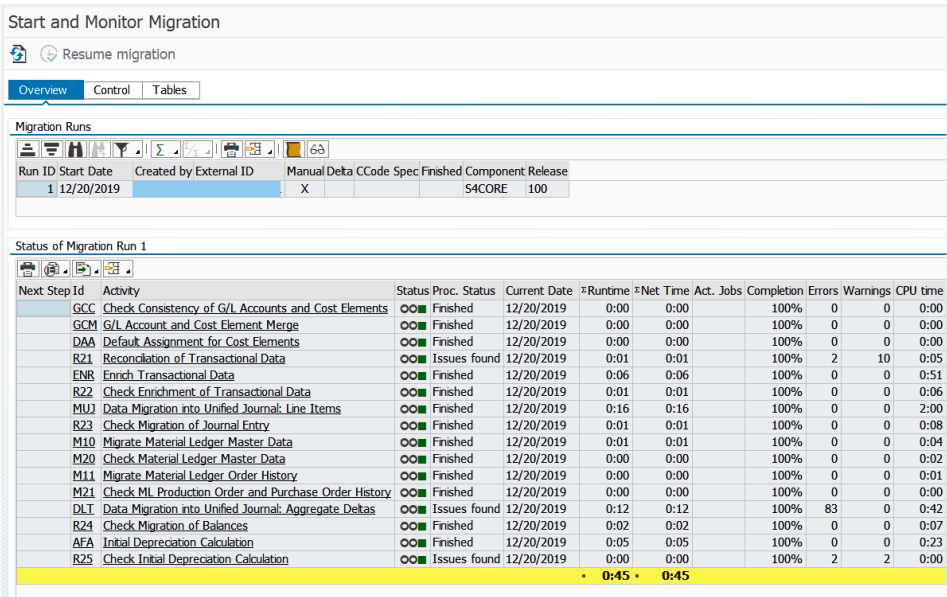 Start and Monitor Migration
Resume migration
Overview Control Tables
Migration Runs
Run ID Start Date Created by External ID Manual Delta CCode Spec Finished Component Release
1 12/20/2019 X S4CORE 100
Status of Migration Run 1
Next Step Id Activity Status Proc. Status Current Date ΣRuntime ΣNet Time Act. Jobs Completion Errors Warnings CPU time
GCC Check Consistency of G/L Accounts and Cost Elements Finished 12/20/2019 0:00 0:00 100% 0 0 0:00
GCM G/L Account and Cost Element Merge Finished 12/20/2019 0:00 0:00 100% 0 0 0:00
DAA Default Assignment for Cost Elements Finished 12/20/2019 0:00 0:00 100% 0 0 0:00
R21 Reconciliation of Transactional Data Issues found 12/20/2019 0:01 0:01 100% 2 10 0:05
ENR Enrich Transactional Data Finished 12/20/2019 0:06 0:06 100% 0 0 0:51
R22 Check Enrichment of Transactional Data Finished 12/20/2019 0:01 0:01 100% 0 0 0:06
MUJ Data Migration into Unified Journal: Line Items Finished 12/20/2019 0:16 0:16 100% 0 0 2:00
R23 Check Migration of Journal Entry Finished 12/20/2019 0:01 0:01 100% 0 0 0:08
M10 Migrate Material Ledger Master Data Finished 12/20/2019 0:01 0:01 100% 0 0 0:04
M20 Check Material Ledger Master Data Finished 12/20/2019 0:00 0:00 100% 0 0 0:02
M11 Migrate Material Ledger Order History Finished 12/20/2019 0:00 0:00 100% 0 0 0:01
M21 Check ML Production Order and Purchase Order History Finished 12/20/2019 0:00 0:00 100% 0 0 0:00
DLT Data Migration into Unified Journal: Aggregate Deltas Issues found 12/20/2019 0:12 0:12 100% 83 0 0:42
R24 Check Migration of Balances Finished 12/20/2019 0:02 0:02 100% 0 0 0:07
AFA Initial Depreciation Calculation Finished 12/20/2019 0:05 0:05 100% 0 0 0:23
R25 Check Initial Depreciation Calculation Issues found 12/20/2019 0:00 0:00 100% 2 2 0:00
0:45 0:45